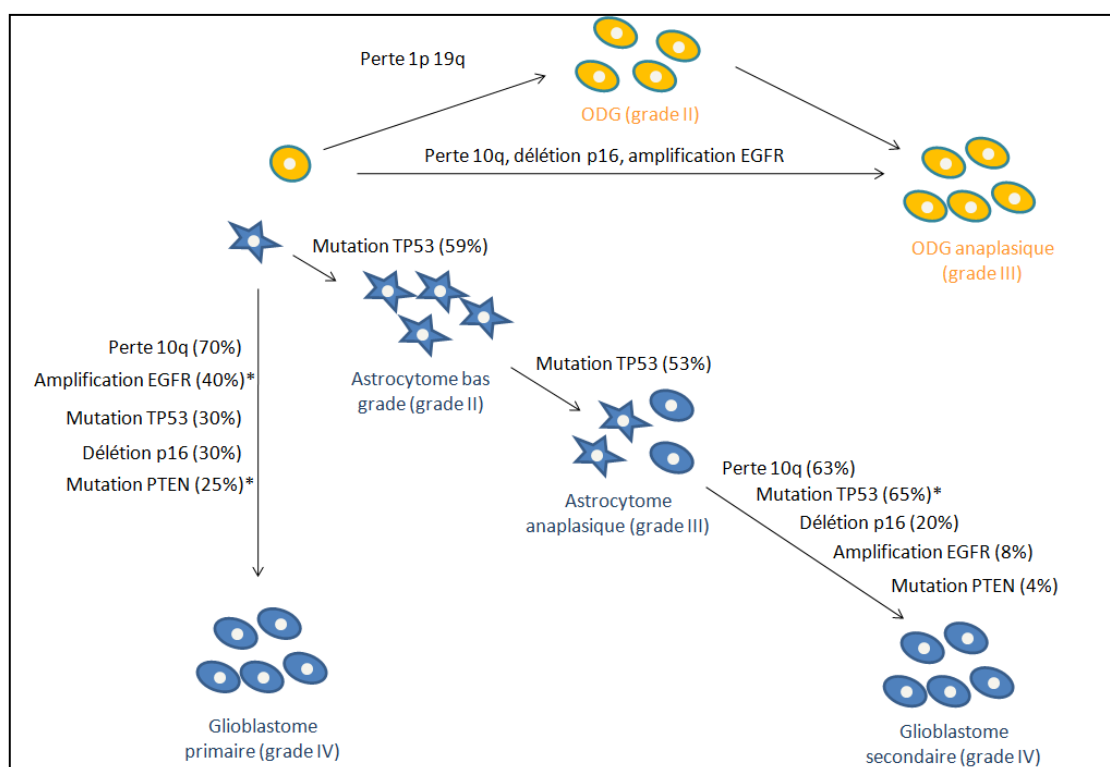 Perte 1p 19q
ODG (grade II)
Perte 10q, délétion p16, amplification EGFR
ODG anaplasique
(grade III)
Mutation TP53 (59%)
Astrocytome bas
grade (grade II)
Mutation TP53 (53%)
Astrocytome
anaplasique (grade III)
Perte 10q (70%)
Amplification EGFR (40%)*
Mutation TP53 (30%)
Délétion p16 (30%)
Mutation PTEN (25%)*
Perte 10q (63%)
Mutation TP53 (65%)*
Délétion p16 (20%)
Amplification EGFR (8%)
Mutation PTEN (4%)
Glioblastome
primaire (grade IV)
Glioblastome
secondaire (grade IV)